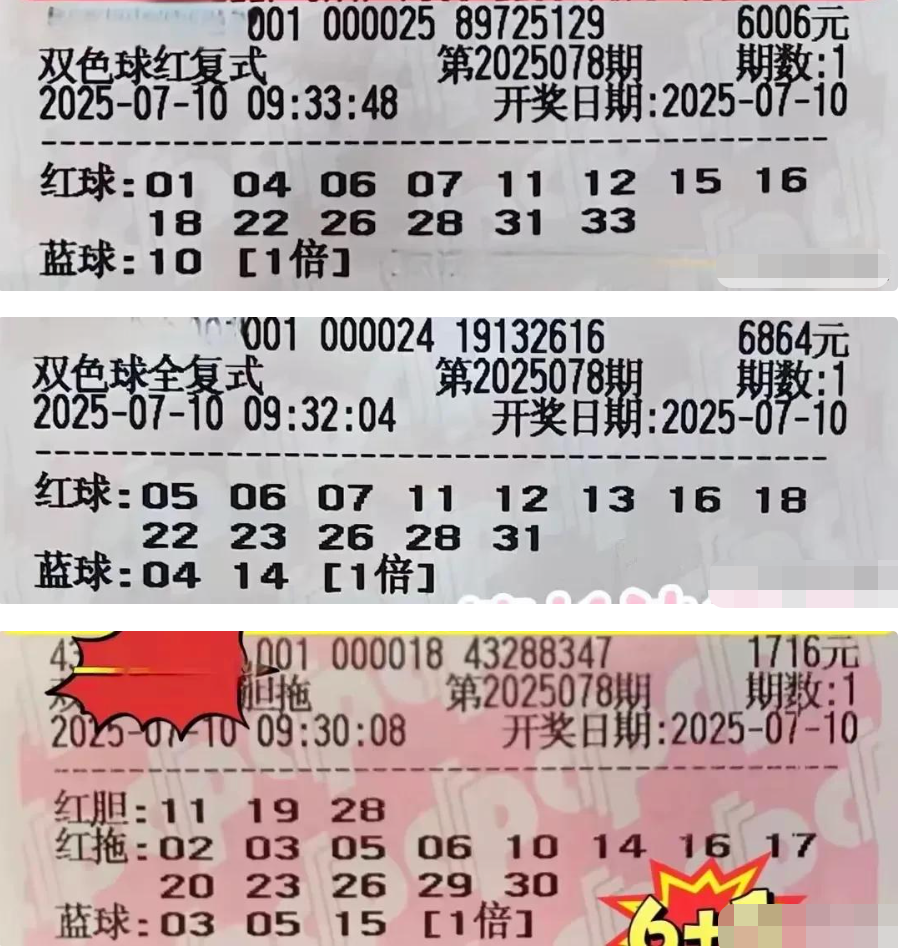 001 000025 89725129 6006元
双色球红复式 第2025078期 期数:1
2025-07-10 09:33:48 开奖日期:2025-07-10
红球:01 04 06 07 11 12 15 16
18 22 26 28 31 33
蓝球:10 [1倍]
001 000024 19132616 6864元
双色球全复式 第2025078期 期数:1
2025-07-10 09:32:04 开奖日期:2025-07-10
红球:05 06 07 11 12 13 16 18
22 23 26 28 31
蓝球:04 14 [1倍]
43 001 000018 43288347 1716元
胆拖 第2025078期 期数:1
2025-07-10 09:30:08 开奖日期:2025-07-10
红胆:11 19 28
红拖:02 03 05 06 10 14 16 17
20 23 26 29 30
蓝球:03 05 15 [1倍]
6+1